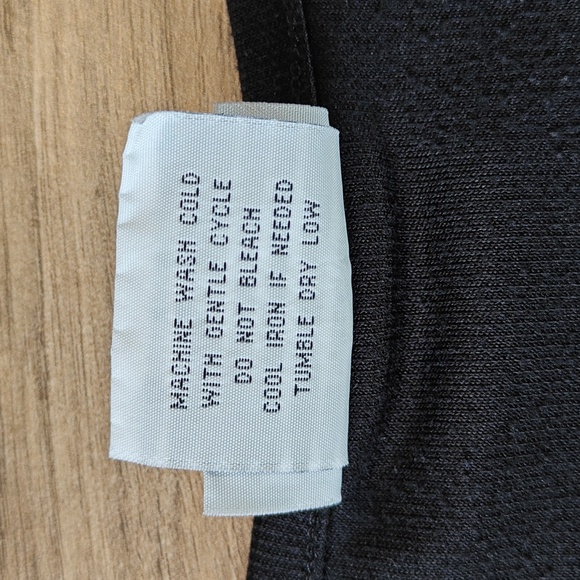 MACHINE WASH COLD
WITH GENTLE CYCLE
DO NOT BLEACH
COOL IRON IF NEEDED
TUMBLE DRY LOW